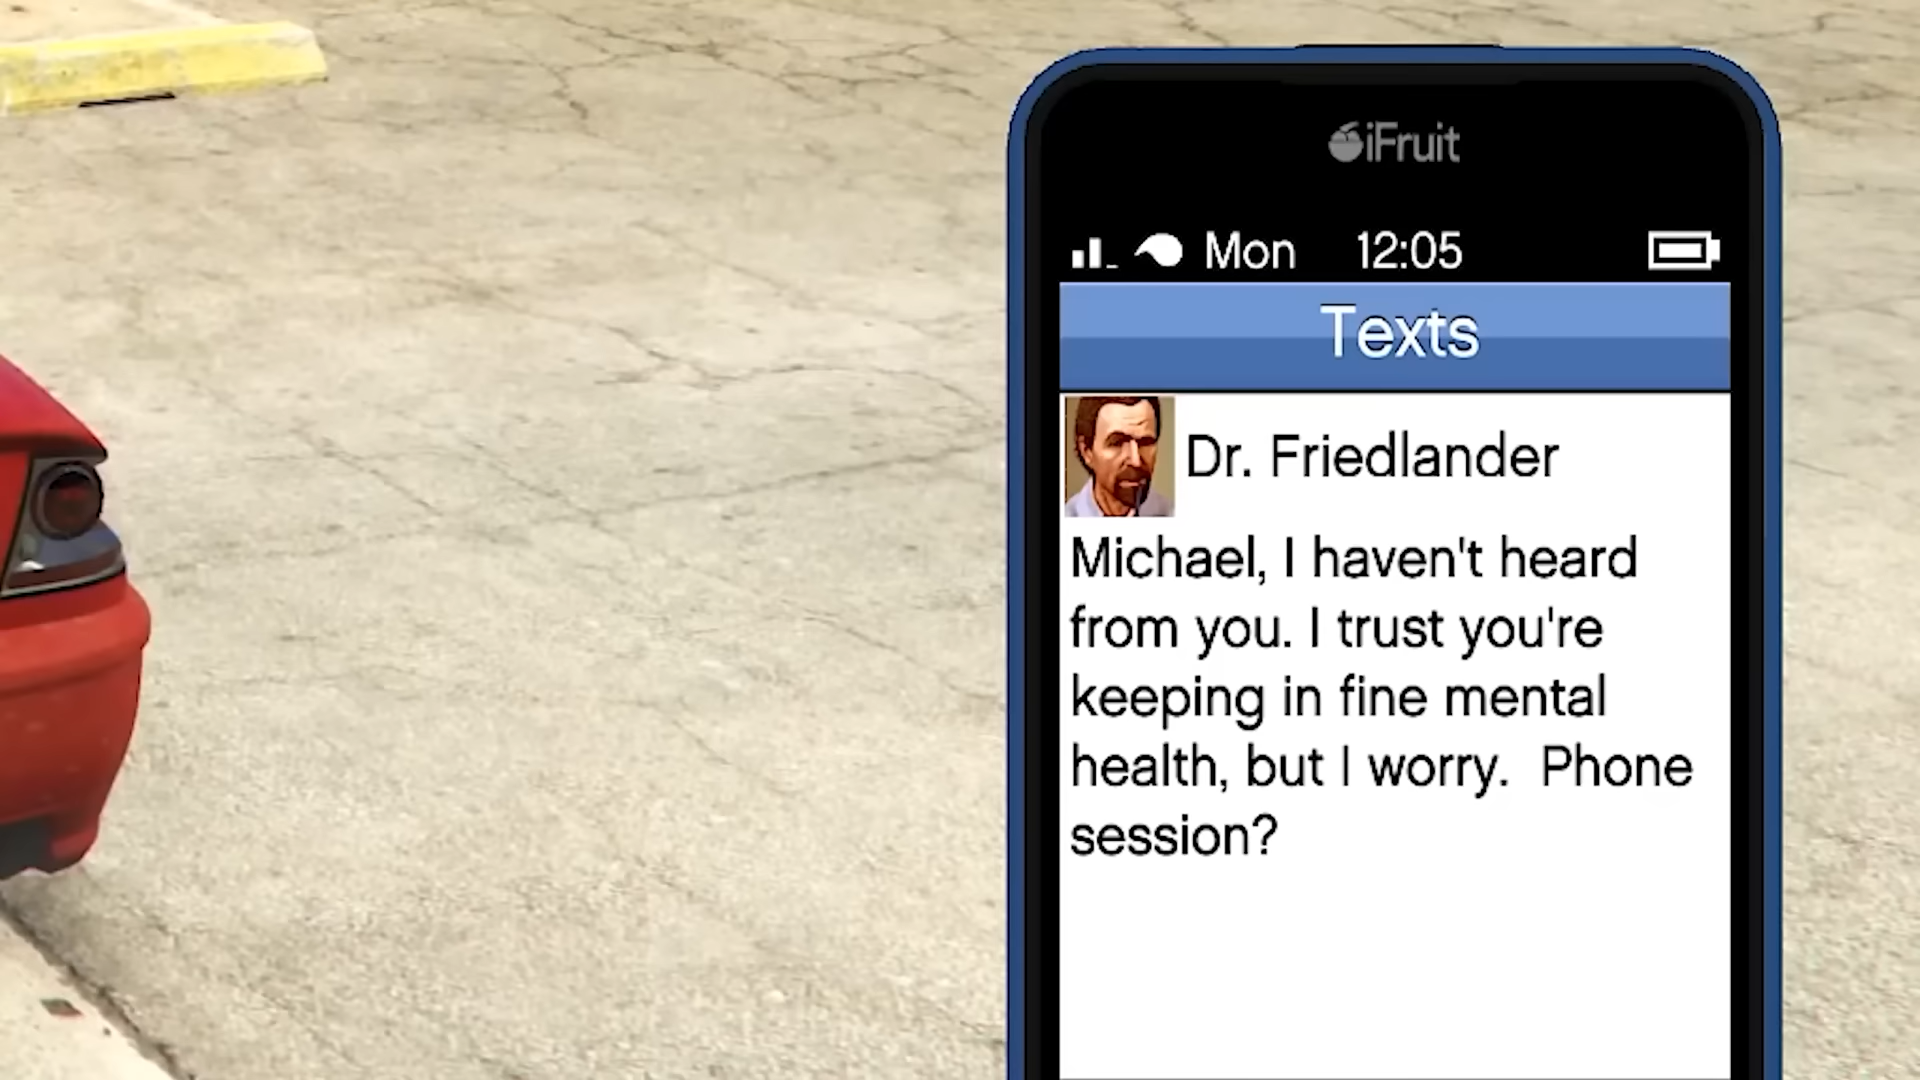 iFruit
Mon 12:05
Texts
Dr. Friedlander
Michael, I haven't heard
from you. I trust you're
keeping in fine mental
health, but I worry.  Phone
session?